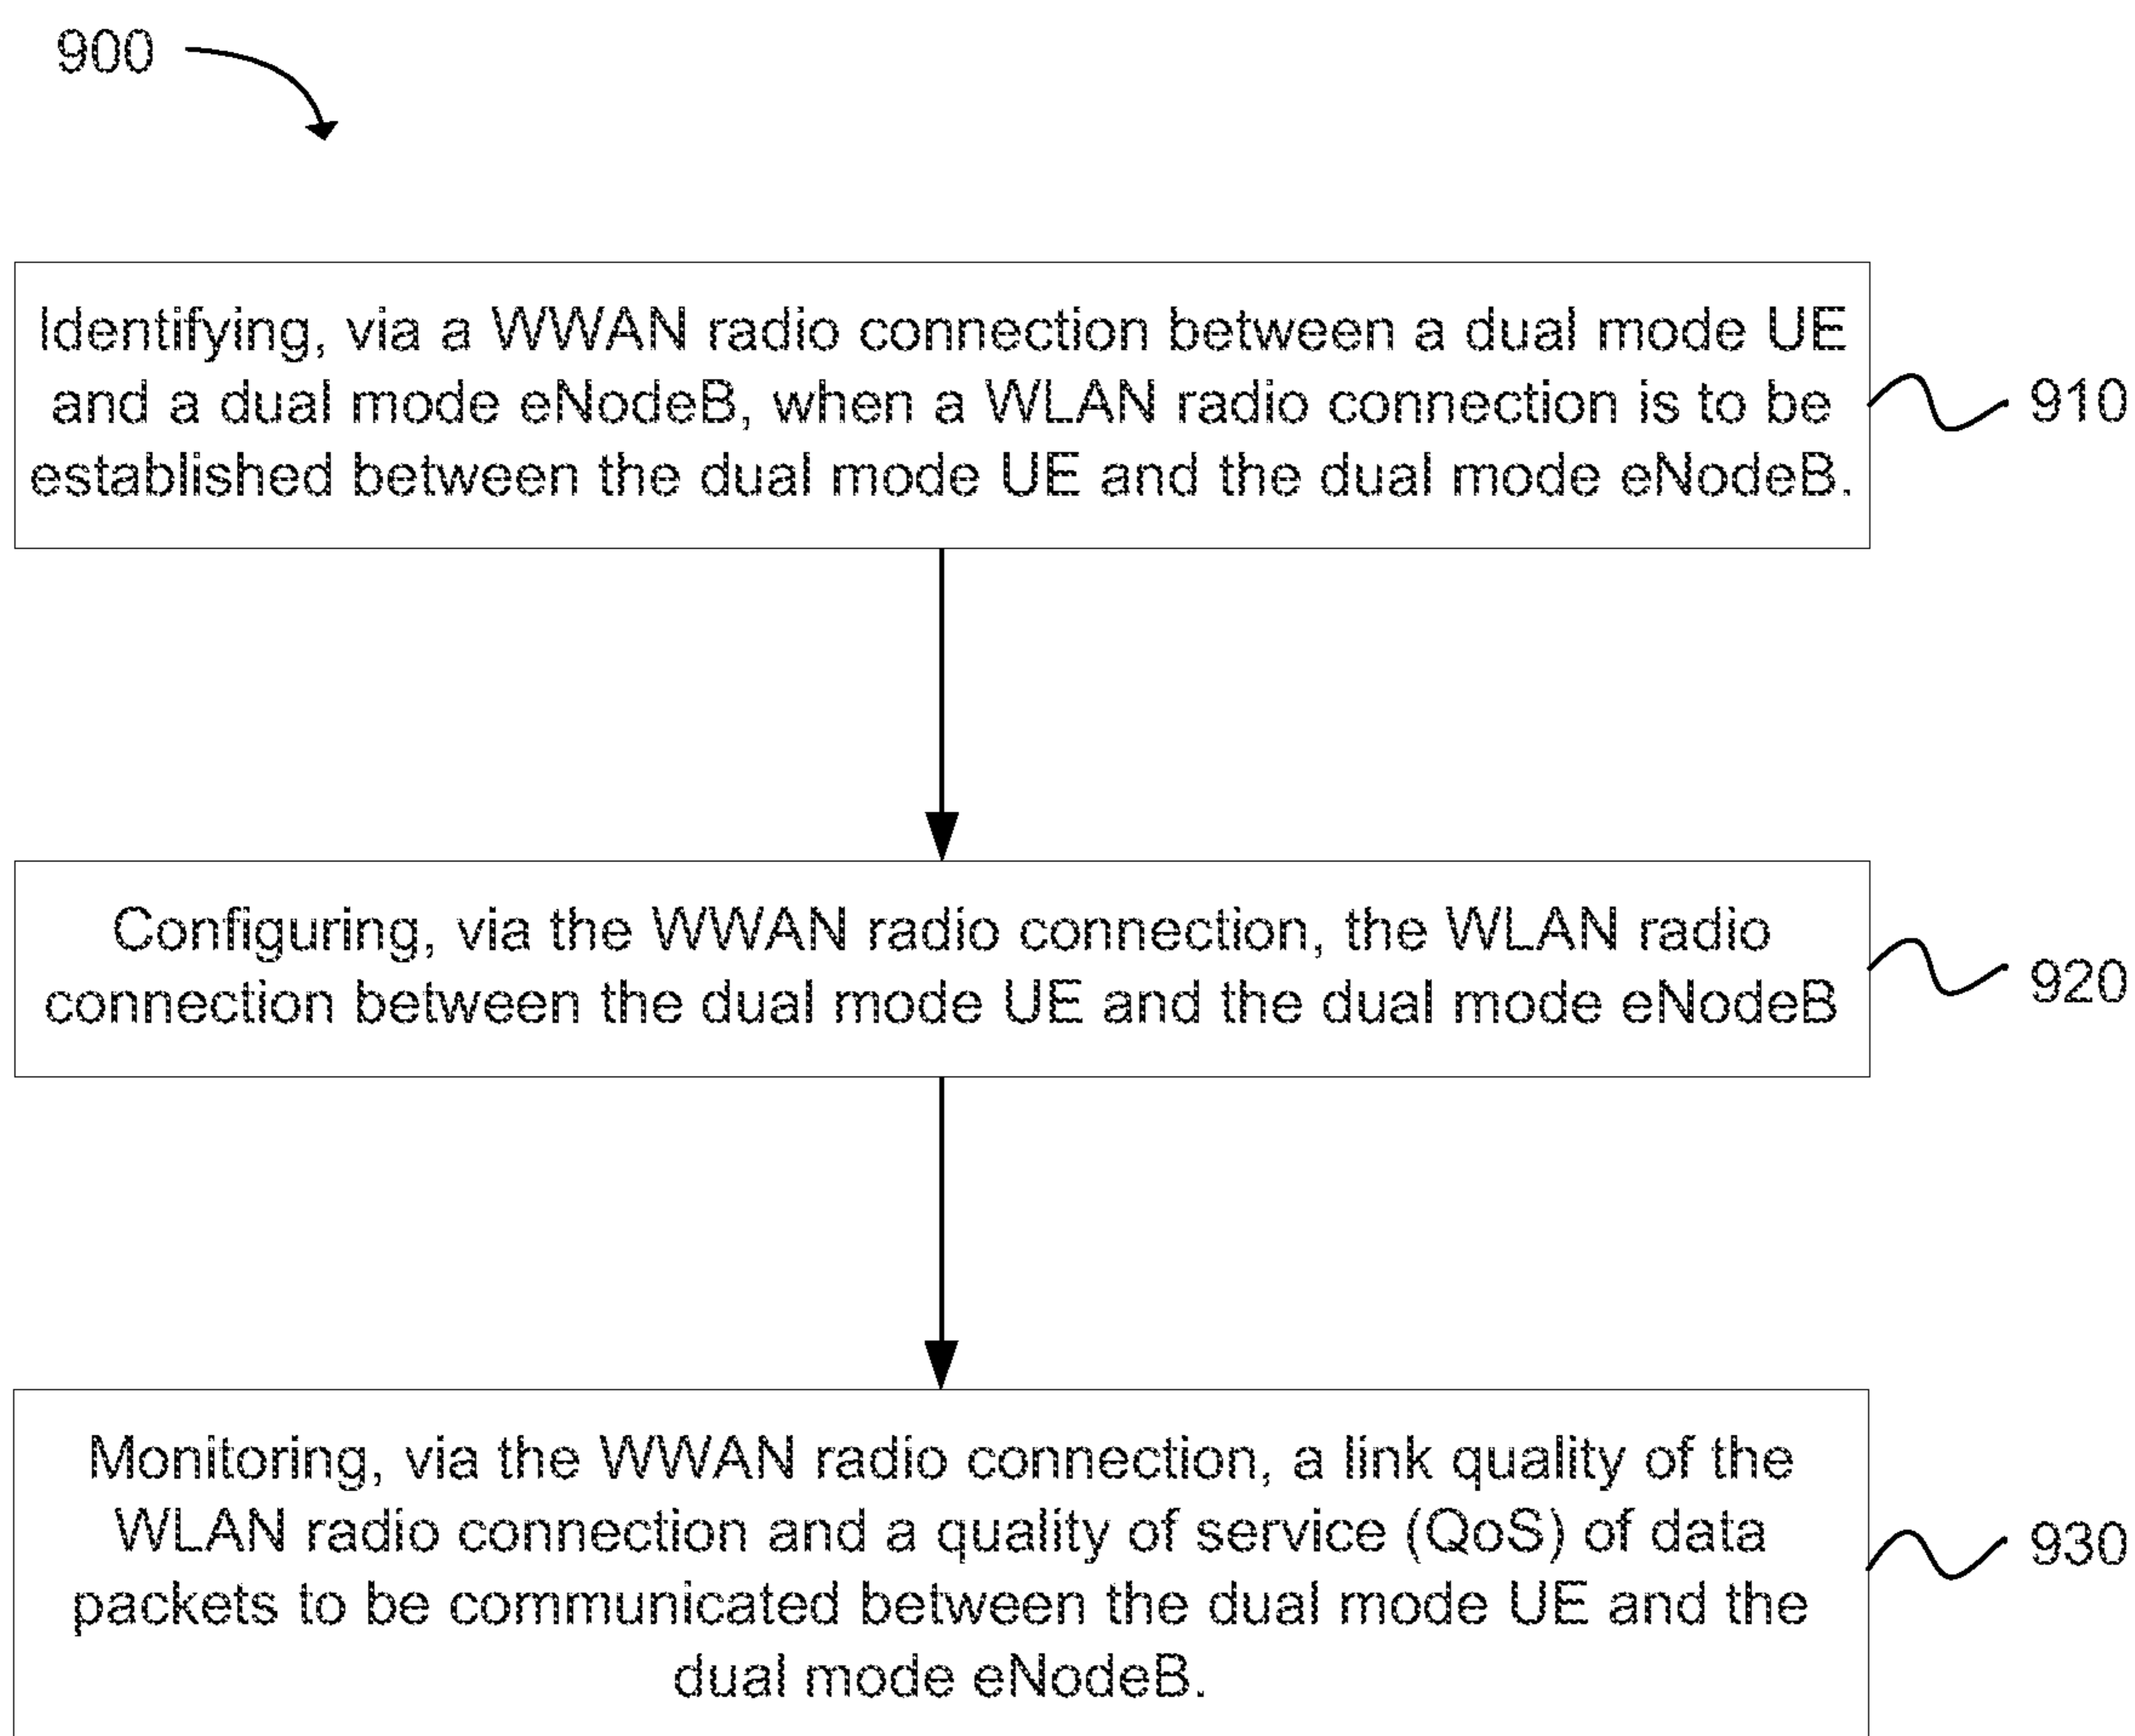 900
Identifying, via a WWAN radio connection between a dual mode UE
and a dual mode eNodeB, when a WLAN radio connection is to be
established between the dual mode UE and the dual mode eNodeB.
910
Configuring, via the WWAN radio connection, the WLAN radio
connection between the dual mode UE and the dual mode eNodeB
920
Monitoring, via the WWAN radio connection, a link quality of the
WLAN radio connection and a quality of service (QoS) of data
packets to be communicated between the dual mode UE and the
dual mode eNodeB.
930